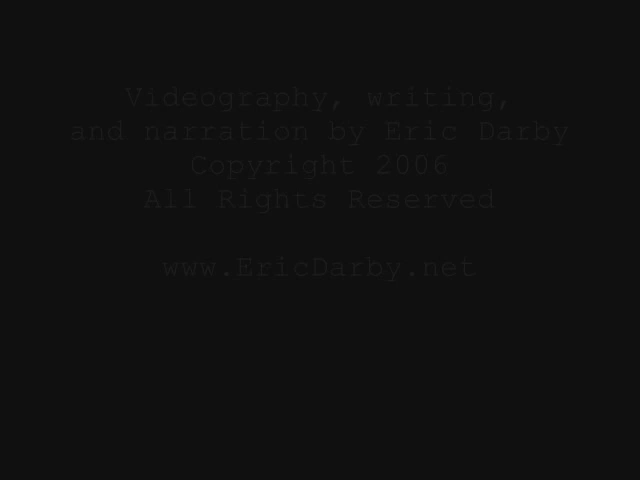 Videography, writing,
and narration by Eric Darby
Copyright 2006
All Rights Reserved
www.EricDarby.net